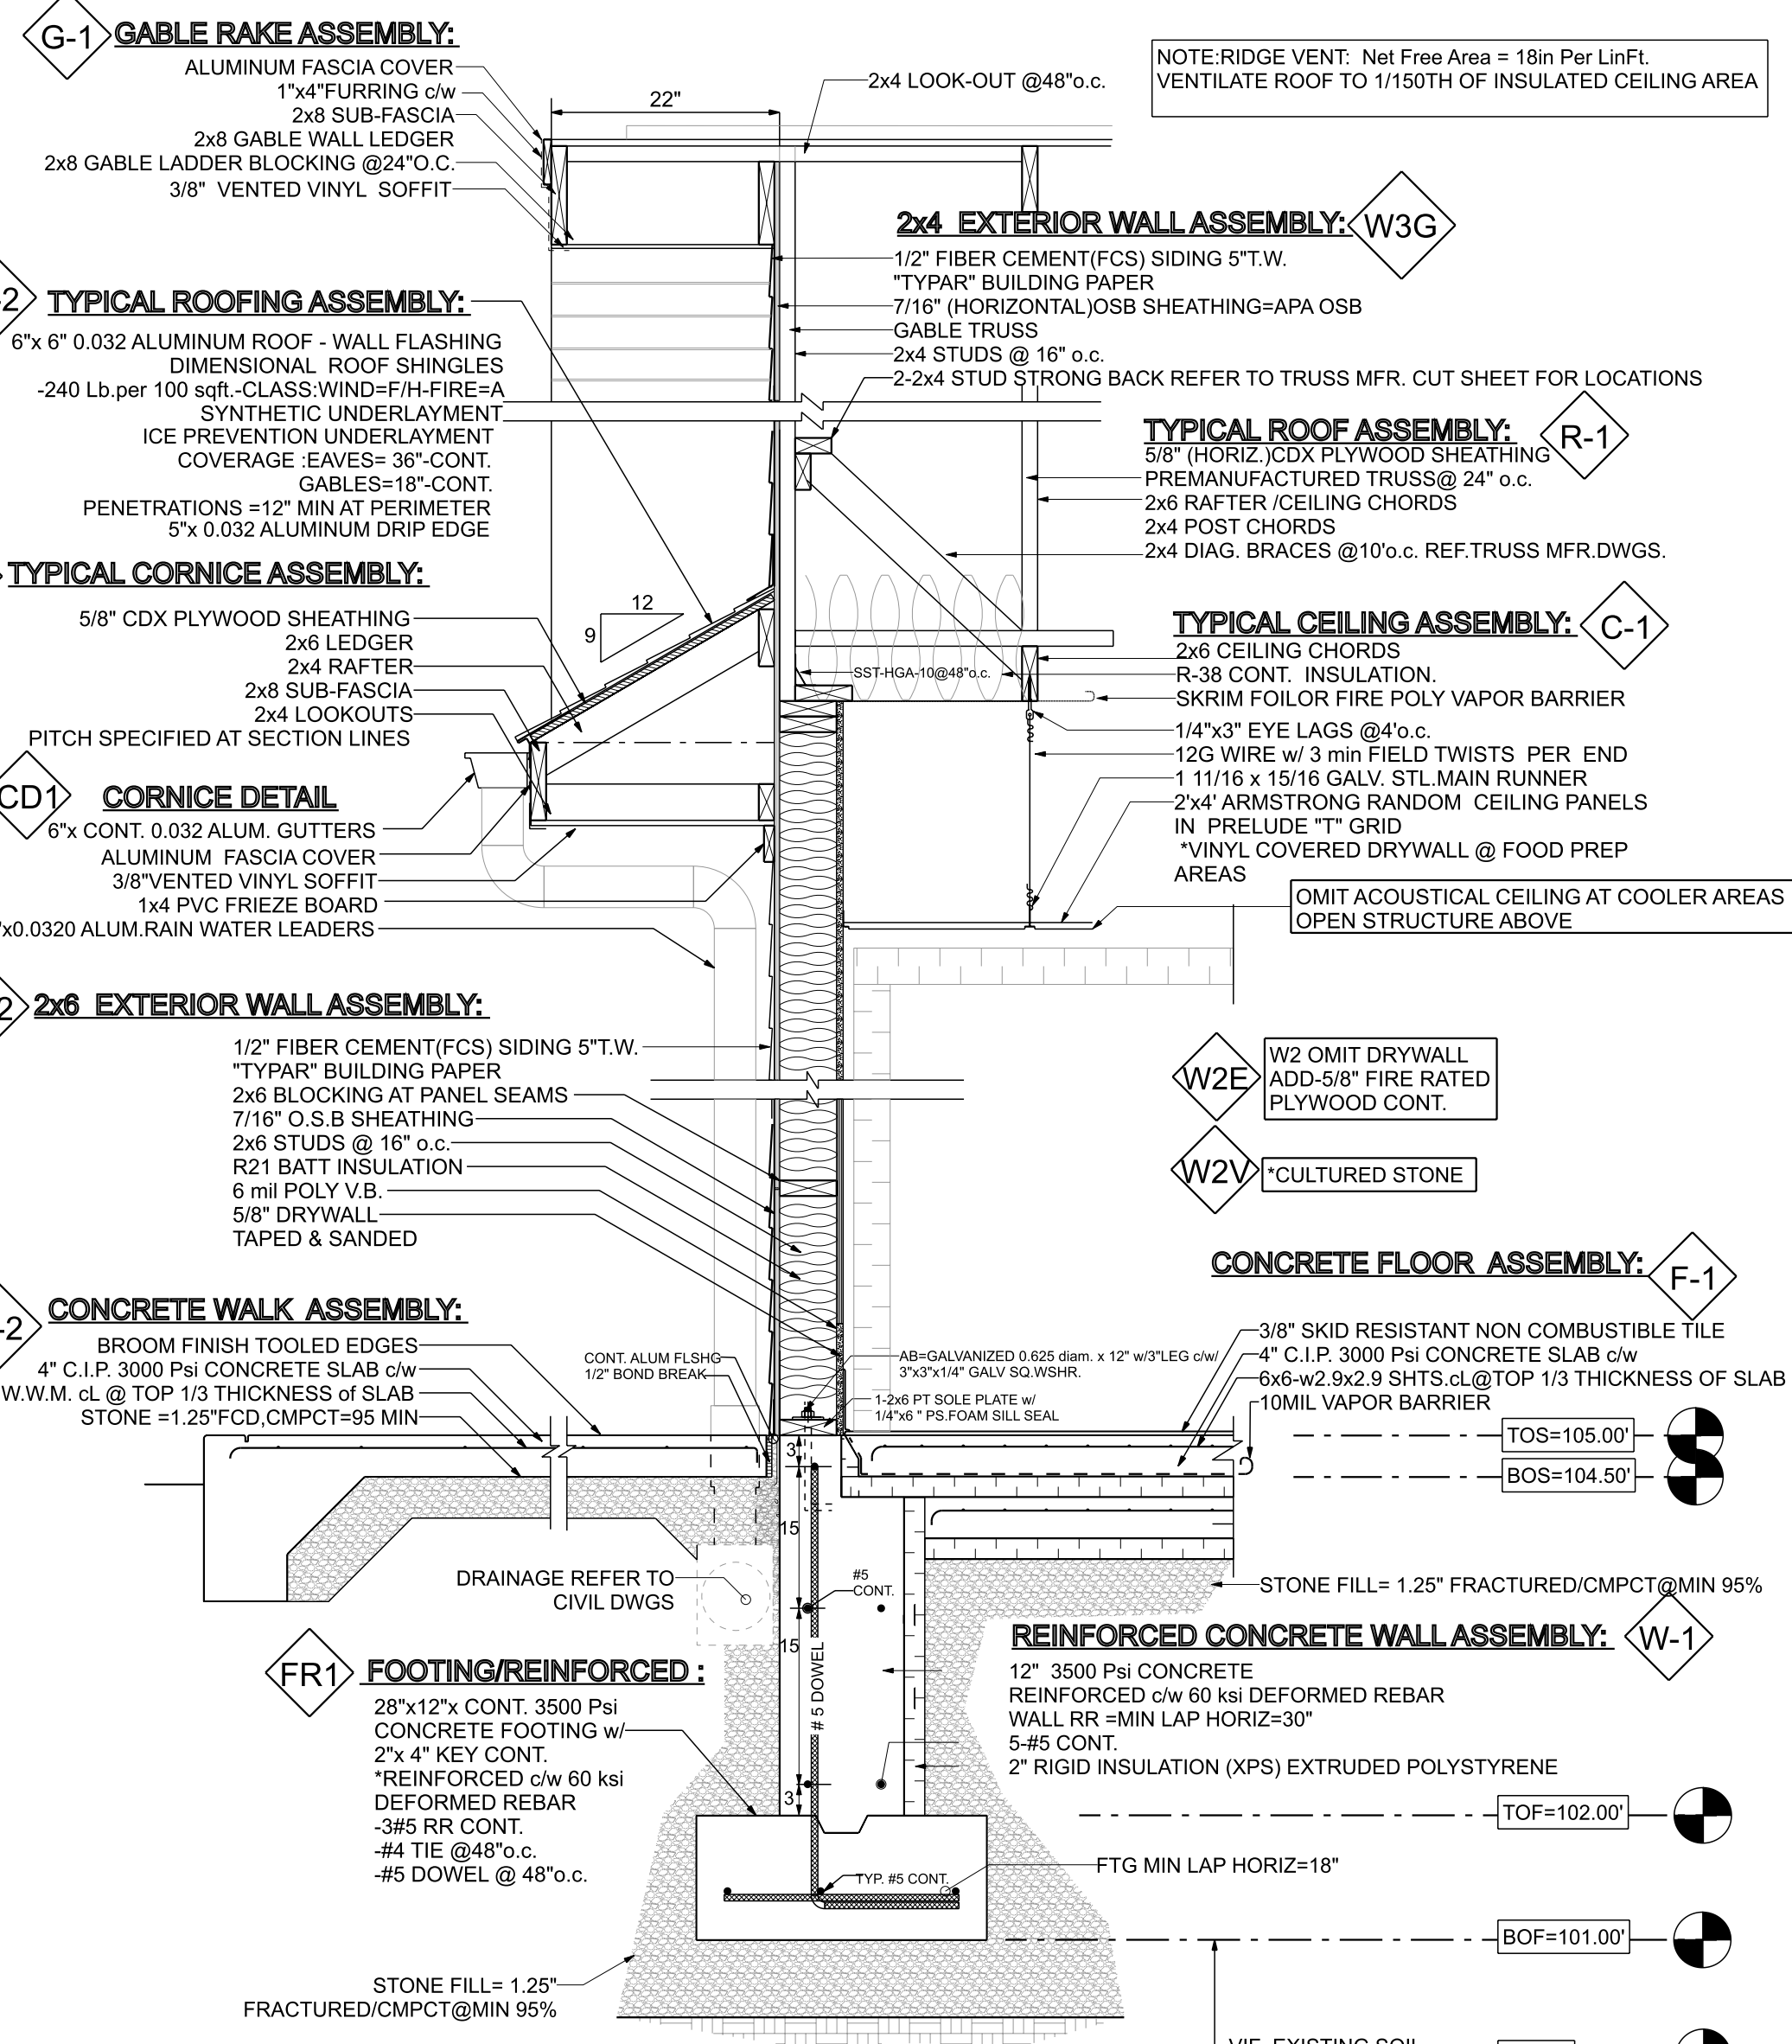 G-1
GABLE RAKE ASSEMBLY:
ALUMINUM FASCIA COVER
1"x4"FURRING c/w
2x8 SUB-FASCIA
2x8 GABLE WALL LEDGER
2x8 GABLE LADDER BLOCKING @24"O.C.
3/8" VENTED VINYL SOFFIT
22"
2x4 LOOK-OUT @48"o.c.
NOTE:RIDGE VENT: Net Free Area = 18in Per LinFt.
VENTILATE ROOF TO 1/150TH OF INSULATED CEILING AREA
2x4 EXTERIOR WALL ASSEMBLY:
W3G
1/2" FIBER CEMENT(FCS) SIDING 5"T.W.
"TYPAR" BUILDING PAPER
7/16" (HORIZONTAL)OSB SHEATHING=APA OSB
GABLE TRUSS
2x4 STUDS @ 16" o.c.
2-2x4 STUD STRONG BACK REFER TO TRUSS MFR. CUT SHEET FOR LOCATIONS
-2
TYPICAL ROOFING ASSEMBLY:
6"x 6" 0.032 ALUMINUM ROOF - WALL FLASHING
DIMENSIONAL ROOF SHINGLES
-240 Lb.per 100 sqft.-CLASS:WIND=F/H-FIRE=A
SYNTHETIC UNDERLAYMENT
ICE PREVENTION UNDERLAYMENT
COVERAGE :EAVES= 36"-CONT.
GABLES=18"-CONT.
PENETRATIONS =12" MIN AT PERIMETER
5"x 0.032 ALUMINUM DRIP EDGE
TYPICAL ROOF ASSEMBLY:
R-1
5/8" (HORIZ.)CDX PLYWOOD SHEATHING
PREMANUFACTURED TRUSS@ 24" o.c.
2x6 RAFTER /CEILING CHORDS
2x4 POST CHORDS
2x4 DIAG. BRACES @10'o.c. REF.TRUSS MFR.DWGS.
TYPICAL CORNICE ASSEMBLY:
5/8" CDX PLYWOOD SHEATHING
2x6 LEDGER
2x4 RAFTER
2x8 SUB-FASCIA
2x4 LOOKOUTS
PITCH SPECIFIED AT SECTION LINES
12
9
SST-HGA-10@48"o.c.
TYPICAL CEILING ASSEMBLY:
C-1
2x6 CEILING CHORDS
R-38 CONT. INSULATION.
SKRIM FOILOR FIRE POLY VAPOR BARRIER
1/4"x3" EYE LAGS @4'o.c.
12G WIRE w/ 3 min FIELD TWISTS PER END
1 11/16 x 15/16 GALV. STL.MAIN RUNNER
2'x4' ARMSTRONG RANDOM CEILING PANELS
IN PRELUDE "T" GRID
*VINYL COVERED DRYWALL @ FOOD PREP
AREAS
OMIT ACOUSTICAL CEILING AT COOLER AREAS
OPEN STRUCTURE ABOVE
CD1
CORNICE DETAIL
6"x CONT. 0.032 ALUM. GUTTERS
ALUMINUM FASCIA COVER
3/8"VENTED VINYL SOFFIT
1x4 PVC FRIEZE BOARD
"x0.0320 ALUM.RAIN WATER LEADERS
2
2x6 EXTERIOR WALL ASSEMBLY:
1/2" FIBER CEMENT(FCS) SIDING 5"T.W.
"TYPAR" BUILDING PAPER
2x6 BLOCKING AT PANEL SEAMS
7/16" O.S.B SHEATHING
2x6 STUDS @ 16" o.c.
R21 BATT INSULATION
6 mil POLY V.B.
5/8" DRYWALL
TAPED & SANDED
W2E
W2 OMIT DRYWALL
ADD-5/8" FIRE RATED
PLYWOOD CONT.
W2V
*CULTURED STONE
-2
CONCRETE WALK ASSEMBLY:
BROOM FINISH TOOLED EDGES
4" C.I.P. 3000 Psi CONCRETE SLAB c/w
W.W.M. cL @ TOP 1/3 THICKNESS of SLAB
STONE =1.25"FCD,CMPCT=95 MIN
CONT. ALUM FLSHG
1/2" BOND BREAK
AB=GALVANIZED 0.625 diam. x 12" w/3"LEG c/w/
3"x3"x1/4" GALV SQ.WSHR.
1-2x6 PT SOLE PLATE w/
1/4"x6 " PS.FOAM SILL SEAL
CONCRETE FLOOR ASSEMBLY:
F-1
3/8" SKID RESISTANT NON COMBUSTIBLE TILE
4" C.I.P. 3000 Psi CONCRETE SLAB c/w
6x6-w2.9x2.9 SHTS.cL@TOP 1/3 THICKNESS OF SLAB
10MIL VAPOR BARRIER
TOS=105.00'
BOS=104.50'
3
15
15
3
#5
CONT.
# 5 DOWEL
DRAINAGE REFER TO
CIVIL DWGS
STONE FILL= 1.25" FRACTURED/CMPCT@MIN 95%
REINFORCED CONCRETE WALL ASSEMBLY:
W-1
12" 3500 Psi CONCRETE
REINFORCED c/w 60 ksi DEFORMED REBAR
WALL RR =MIN LAP HORIZ=30"
5-#5 CONT.
2" RIGID INSULATION (XPS) EXTRUDED POLYSTYRENE
FR1
FOOTING/REINFORCED :
28"x12"x CONT. 3500 Psi
CONCRETE FOOTING w/
2"x 4" KEY CONT.
*REINFORCED c/w 60 ksi
DEFORMED REBAR
-3#5 RR CONT.
-#4 TIE @48"o.c.
-#5 DOWEL @ 48"o.c.
TOF=102.00'
TYP. #5 CONT.
FTG MIN LAP HORIZ=18"
BOF=101.00'
STONE FILL= 1.25"
FRACTURED/CMPCT@MIN 95%
VIF. EXISTING SOIL